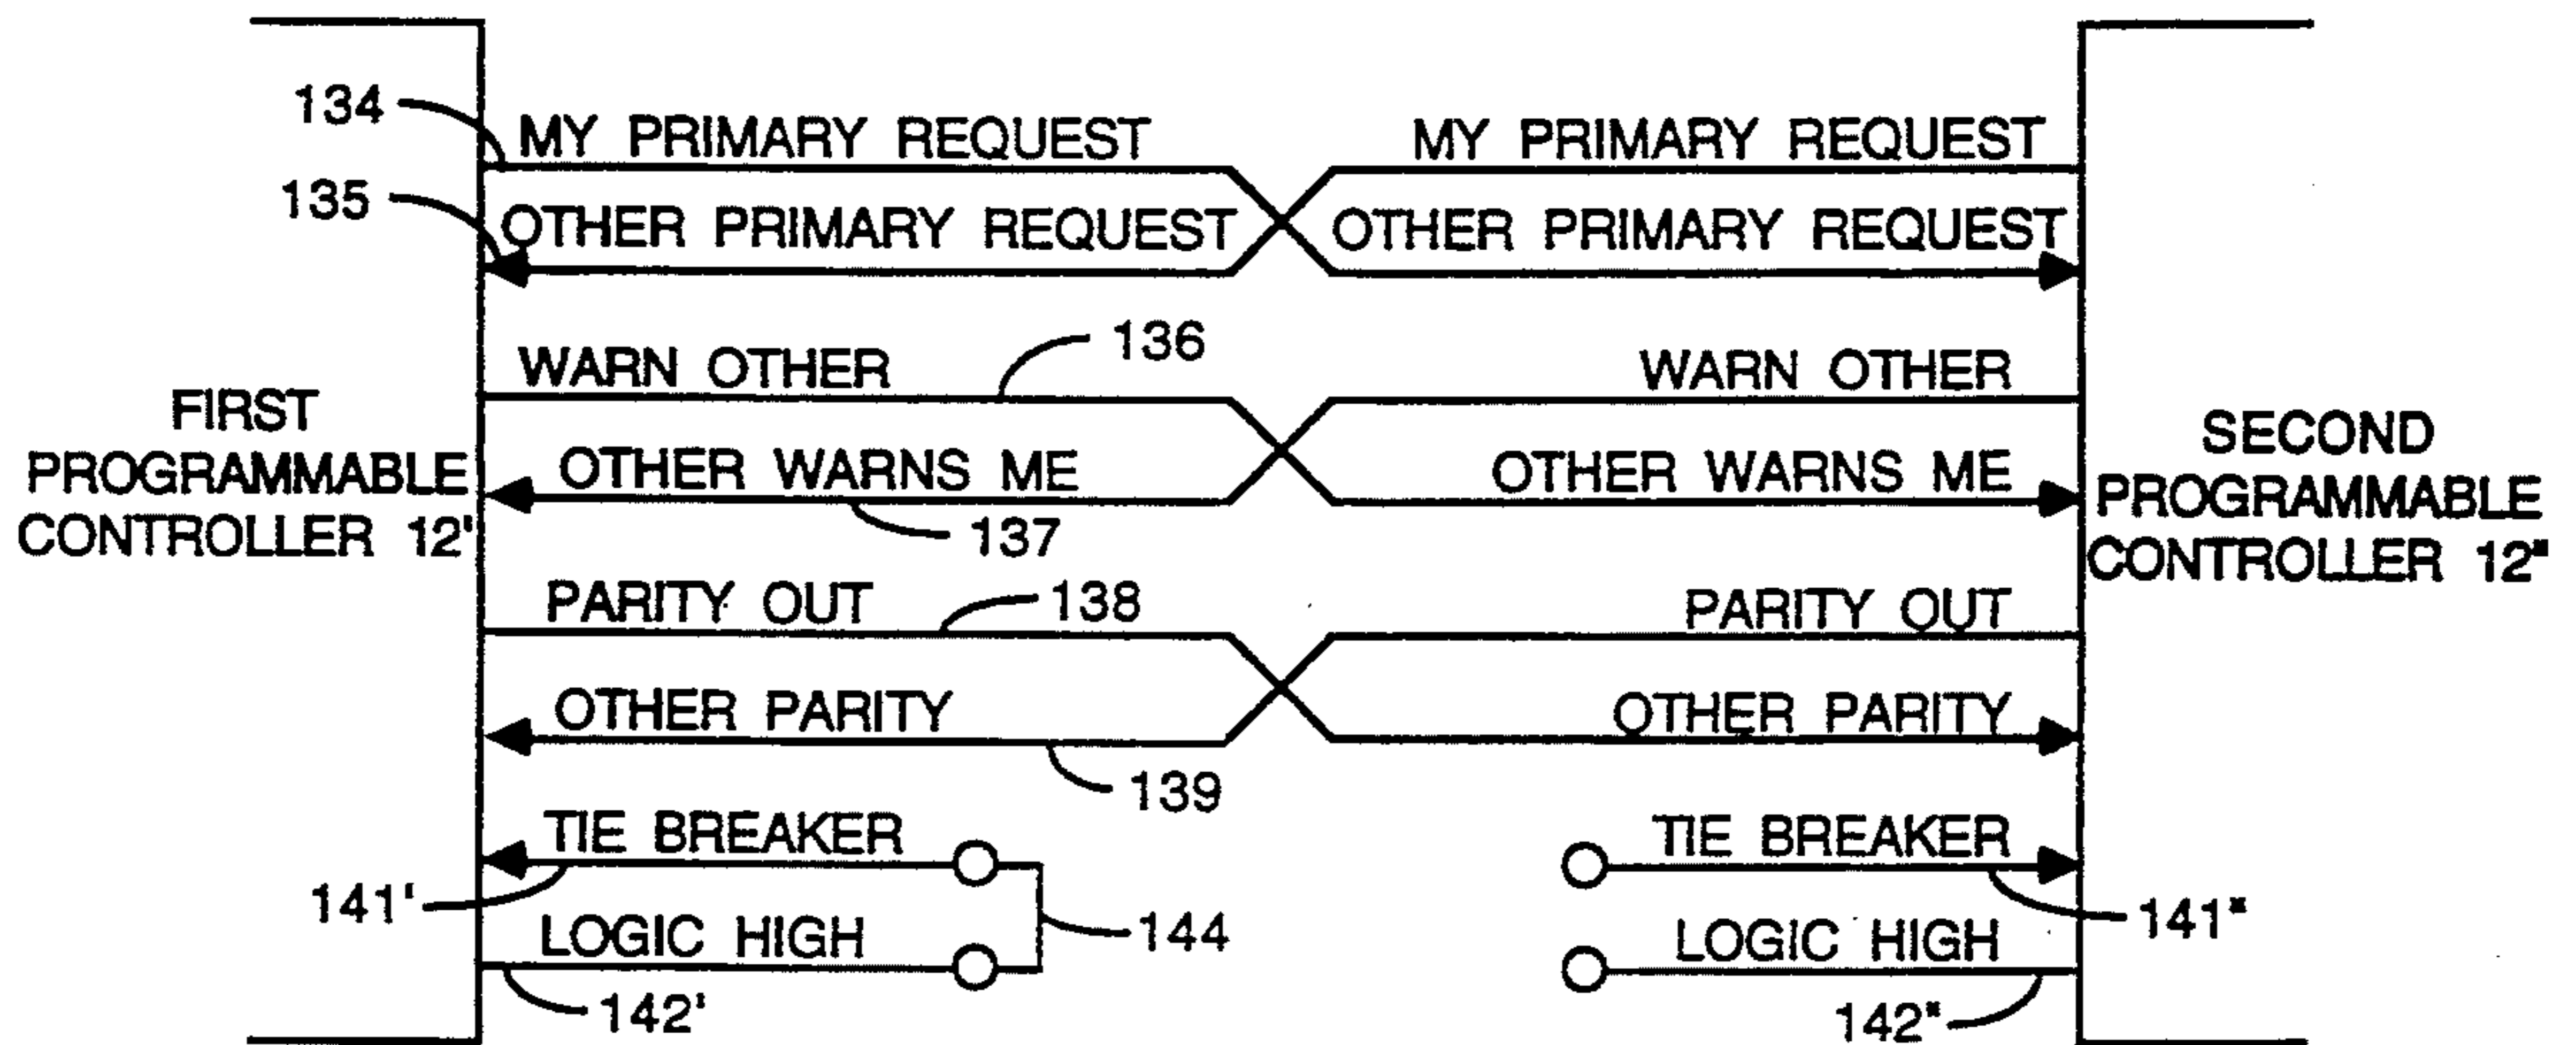 134
MY PRIMARY REQUEST
MY PRIMARY REQUEST
135
OTHER PRIMARY REQUEST
OTHER PRIMARY REQUEST
WARN OTHER
136
WARN OTHER
FIRST
PROGRAMMABLE
CONTROLLER 12'
OTHER WARNS ME
137
OTHER WARNS ME
SECOND
PROGRAMMABLE
CONTROLLER 12"
PARITY OUT
138
PARITY OUT
OTHER PARITY
139
OTHER PARITY
TIE BREAKER
TIE BREAKER
141'
144
141"
LOGIC HIGH
LOGIC HIGH
142'
142"